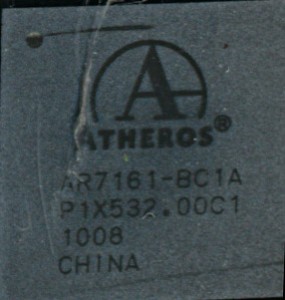 ATHEROS®
AR7161-BC1A
P1X532.00C1
1008
CHINA